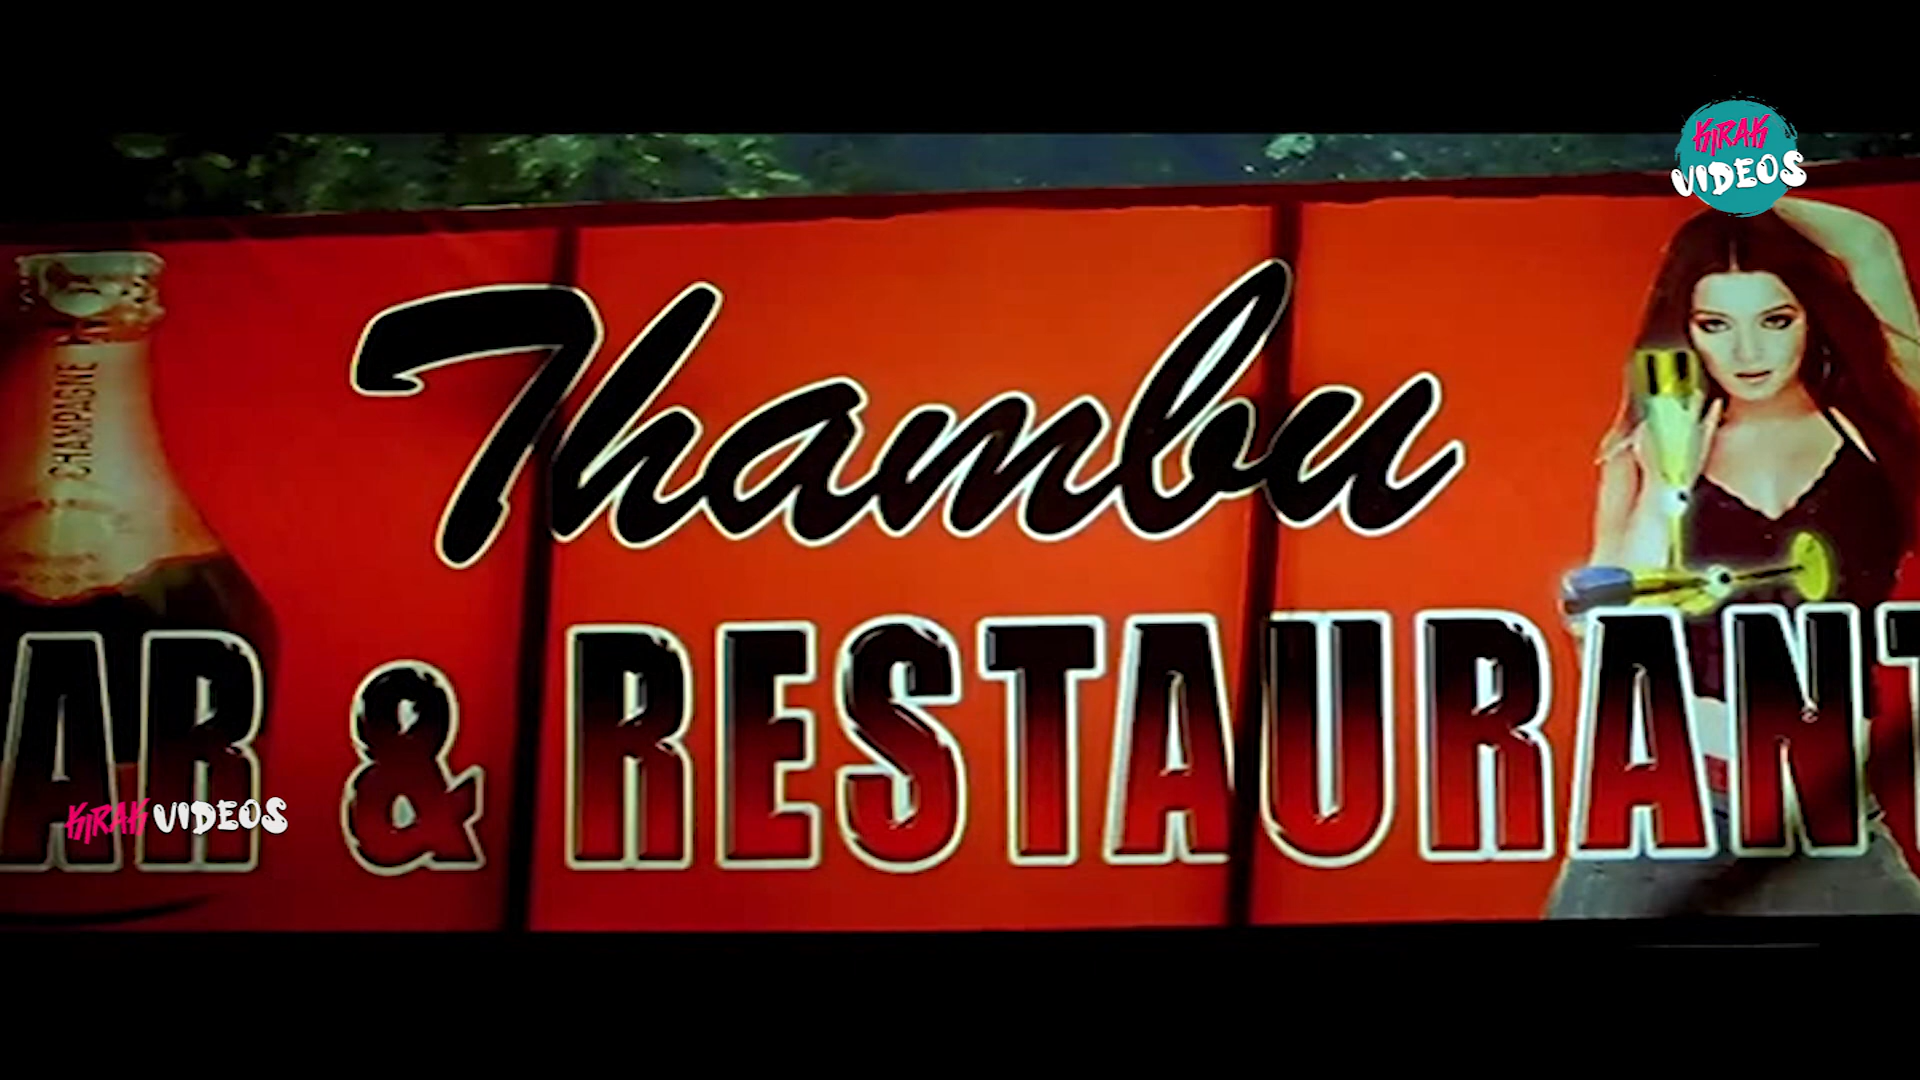 KIRAK
VIDEOS
CHAMPAGNE
Thambu
AR & RESTAURANT
KIRAK VIDEOS